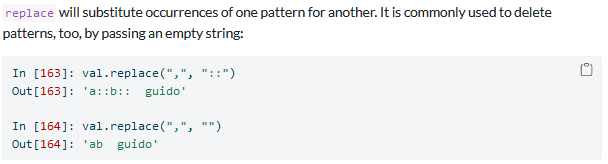 replace will substitute occurrences of one pattern for another. It is commonly used to delete
patterns, too, by passing an empty string:
In [163]: val.replace(",", "::")
Out[163]: 'a::b::  guido'
In [164]: val.replace(",", "")
Out[164]: 'ab  guido'